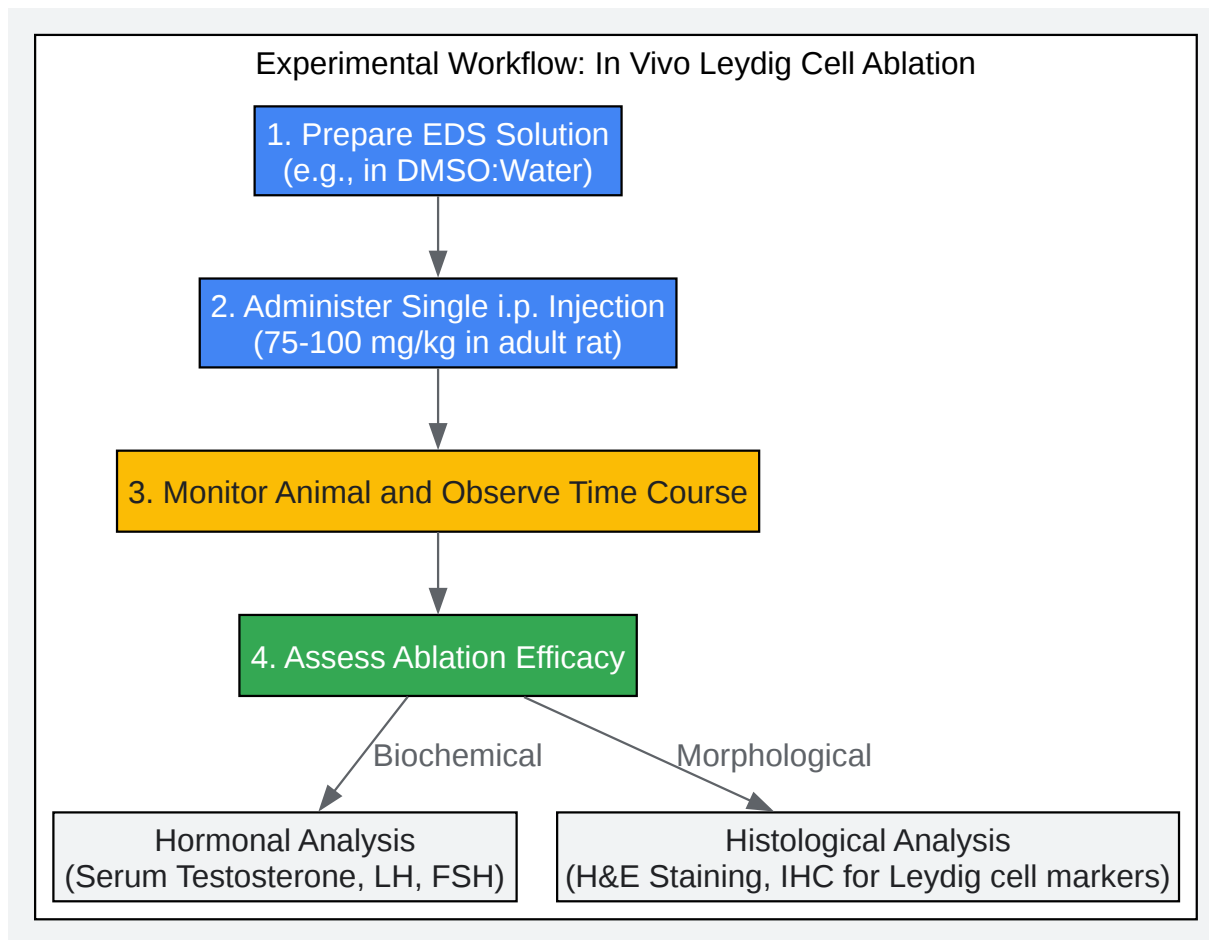 Experimental Workflow: In Vivo Leydig Cell Ablation
1. Prepare EDS Solution
(e.g., in DMSO:Water)
2. Administer Single i.p. Injection
(75-100 mg/kg in adult rat)
3. Monitor Animal and Observe Time Course
4. Assess Ablation Efficacy
Biochemical
Morphological
Hormonal Analysis
(Serum Testosterone, LH, FSH)
Histological Analysis
(H&E Staining, IHC for Leydig cell markers)